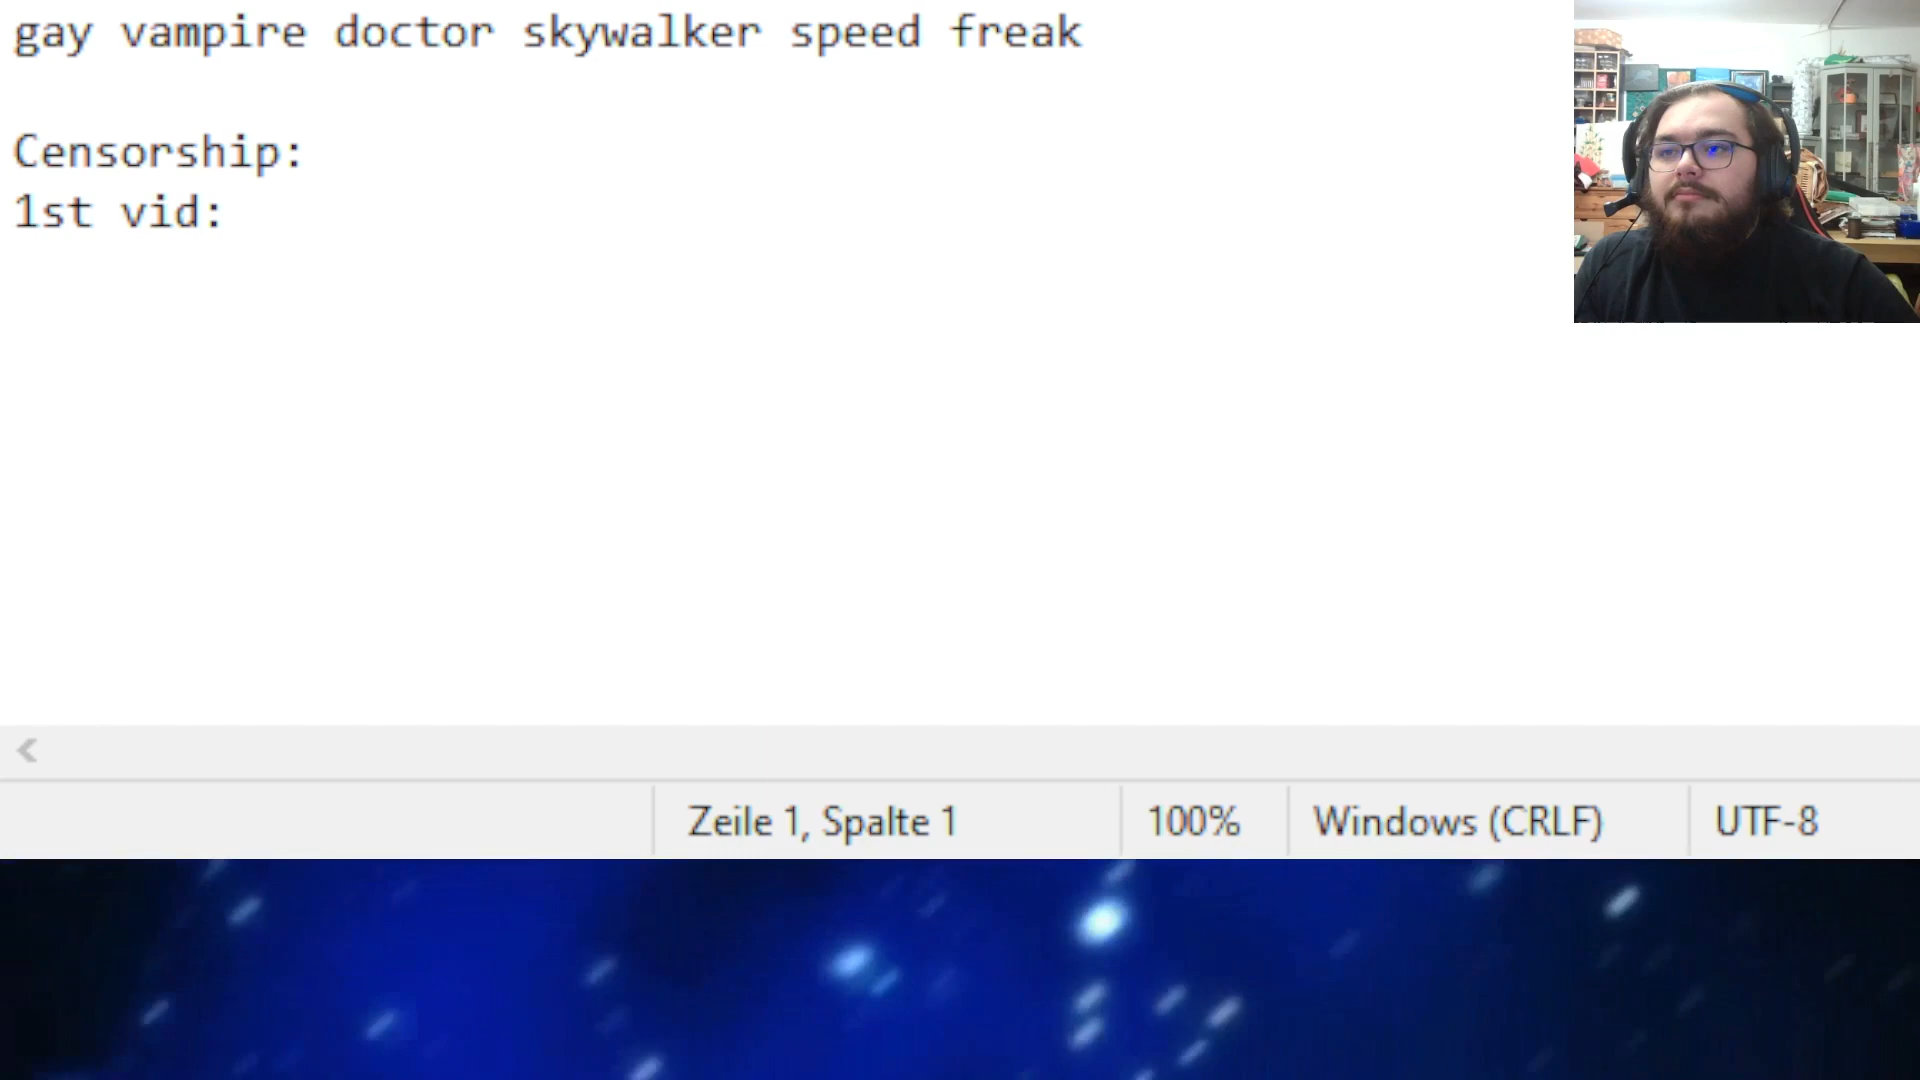 gay vampire doctor skywalker speed freak
Censorship:
1st vid:
Zeile 1, Spalte 1
100%
Windows (CRLF)
UTF-8